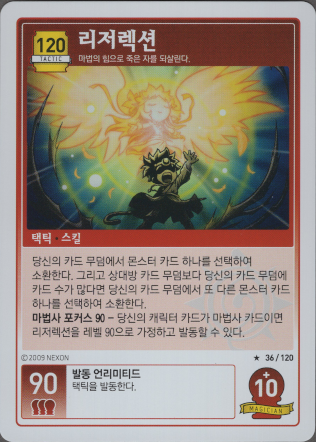 120
TACTIC
리저렉션
마법의 힘으로 죽은 자를 되살린다.
택틱·스킬
당신의 카드 무덤에서 몬스터 카드 하나를 선택하여
소환한다. 그리고 상대방 카드 무덤보다 당신의 카드 무덤에
카드 수가 많다면 당신의 카드 무덤에서 또 다른 몬스터 카드
하나를 선택하여 소환한다.
마법사 포커스 90 – 당신의 캐릭터 카드가 마법사 카드이면
리저렉션을 레벨 90으로 가정하고 발동할 수 있다.
©2009 NEXON
★ 36/120
90
발동 언리미티드
택틱을 발동한다.
+
10
MAGICIAN